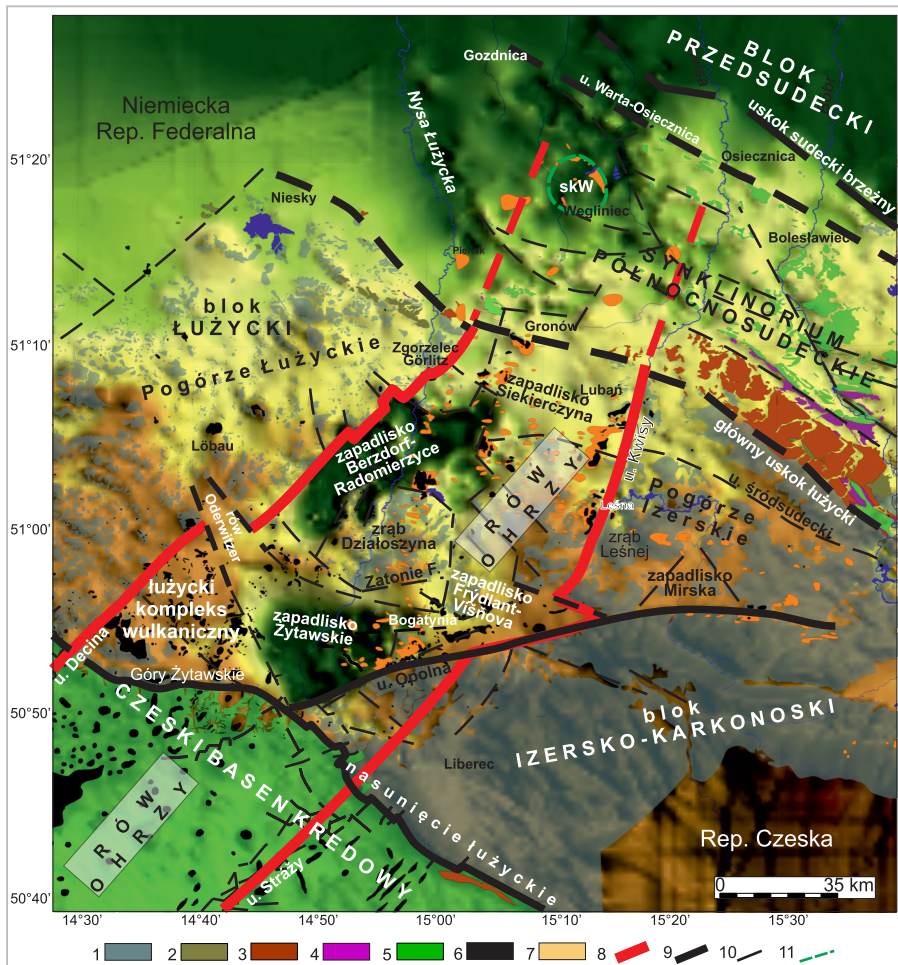 BLOK
PRZEDSUDECKI
Gozdnica
u. Warta-Osiecznica
uskok sudecki brzeżny
Niemiecka
Rep. Federalna
Nysa Łużycka
51°20'
Osiecznica
skW
Węgliniec
Niesky
Bolesławiec
SYNKLINORIUM
PÓŁNOCNOSUDECKIE
blok
ŁUŻYCKI
Pogórze Łużyckie
51°10'
Gronów
Zgorzelec
Görlitz
zapadlisko
Siekierczyna
Lubań
Löbau
zapadlisko
Berzdorf-
Radomierzyce
główny uskok łużycki
u. Kwisy
u. śródsudecki
Pogórze
Izerskie
RÓW
OHRZY
Leśna
51°00'
rów
Oderwitzer
zrąb
Działoszyna
zrąb
Leśnej
Zatonie F.
zapadlisko
Mirska
łużycki
kompleks
wulkaniczny
zapadlisko
Frýdlant-
Višňova
zapadlisko
Żytawskie
Bogatynia
u. Decina
Góry Żytawskie
u. Opolna
50°50'
CZESKI BASEN KREDOWY
blok
IZERSKO-KARKONOSKI
Liberec
nasunięcie łużyckie
RÓW
OHRZY
Rep. Czeska
u. Stráży
0 35 km
50°40'
14°30' 14°40' 14°50' 15°00' 15°10' 15°20' 15°30'
1 2 3 4 5 6 7 8 9 10 11